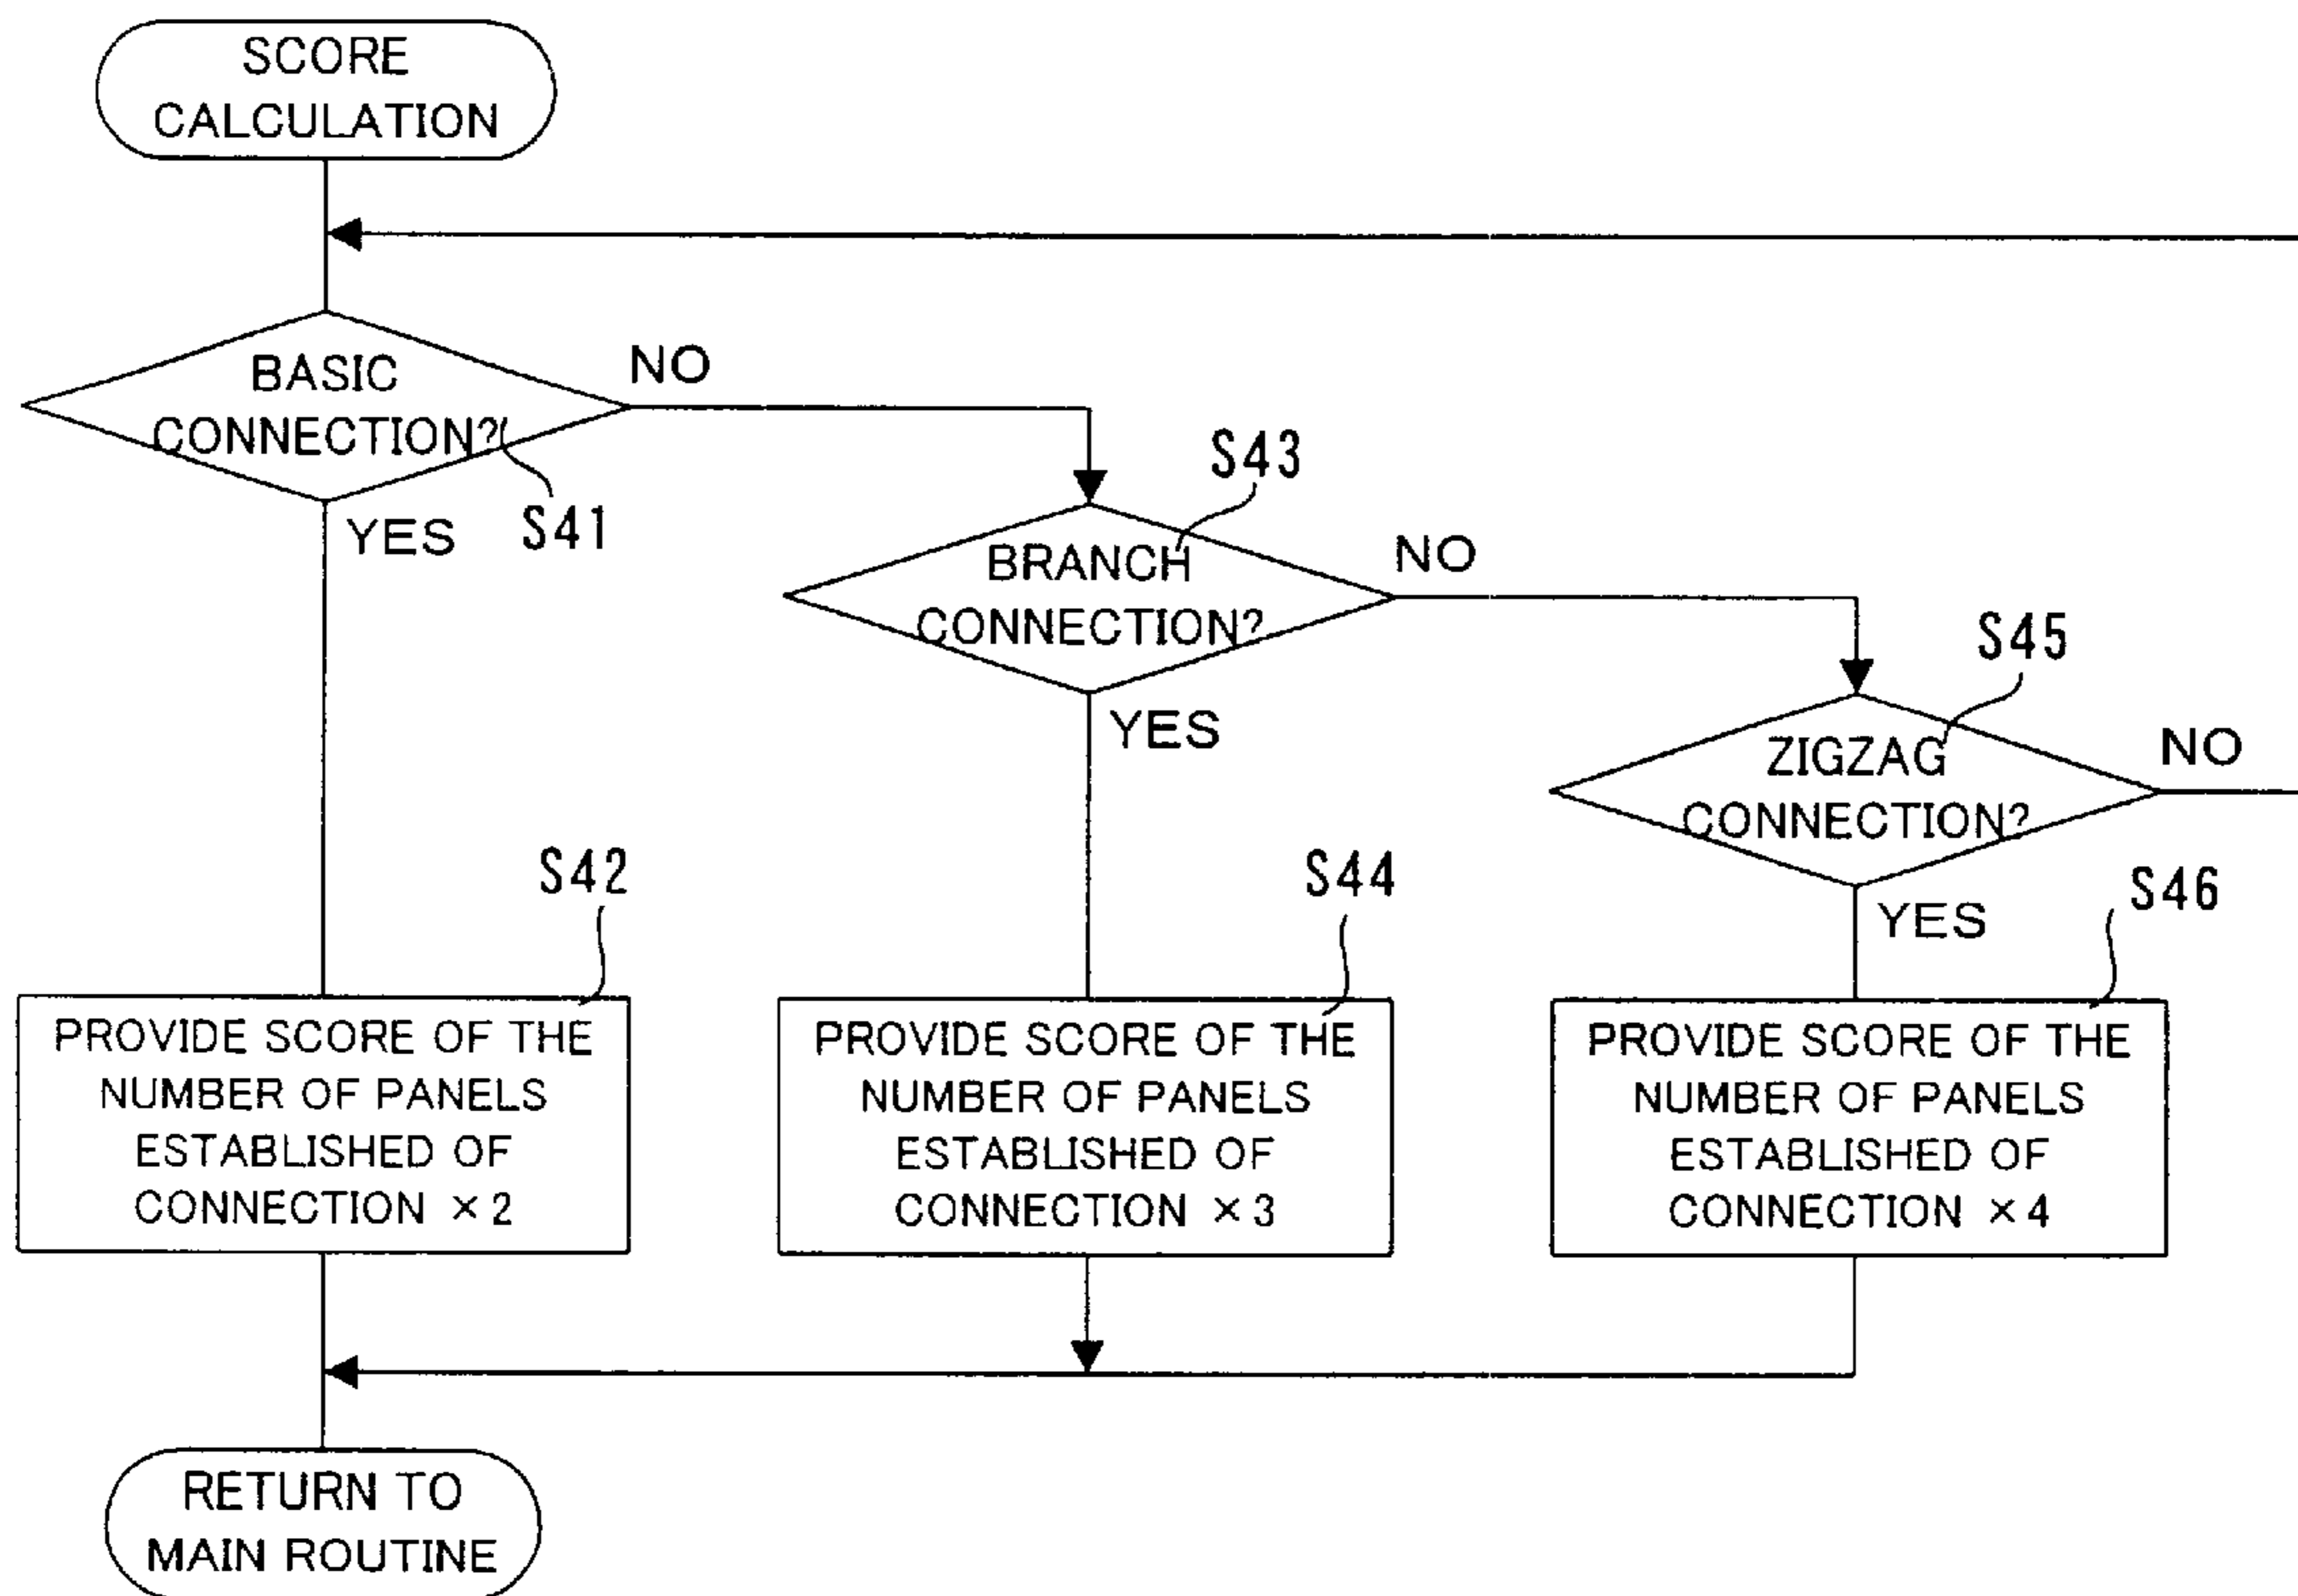 SCORE
CALCULATION
BASIC
CONNECTION?
NO
YES
S41
S43
BRANCH
CONNECTION?
NO
YES
S45
ZIGZAG
CONNECTION?
NO
YES
S42
PROVIDE SCORE OF THE
NUMBER OF PANELS
ESTABLISHED OF
CONNECTION ×2
S44
PROVIDE SCORE OF THE
NUMBER OF PANELS
ESTABLISHED OF
CONNECTION ×3
S46
PROVIDE SCORE OF THE
NUMBER OF PANELS
ESTABLISHED OF
CONNECTION ×4
RETURN TO
MAIN ROUTINE